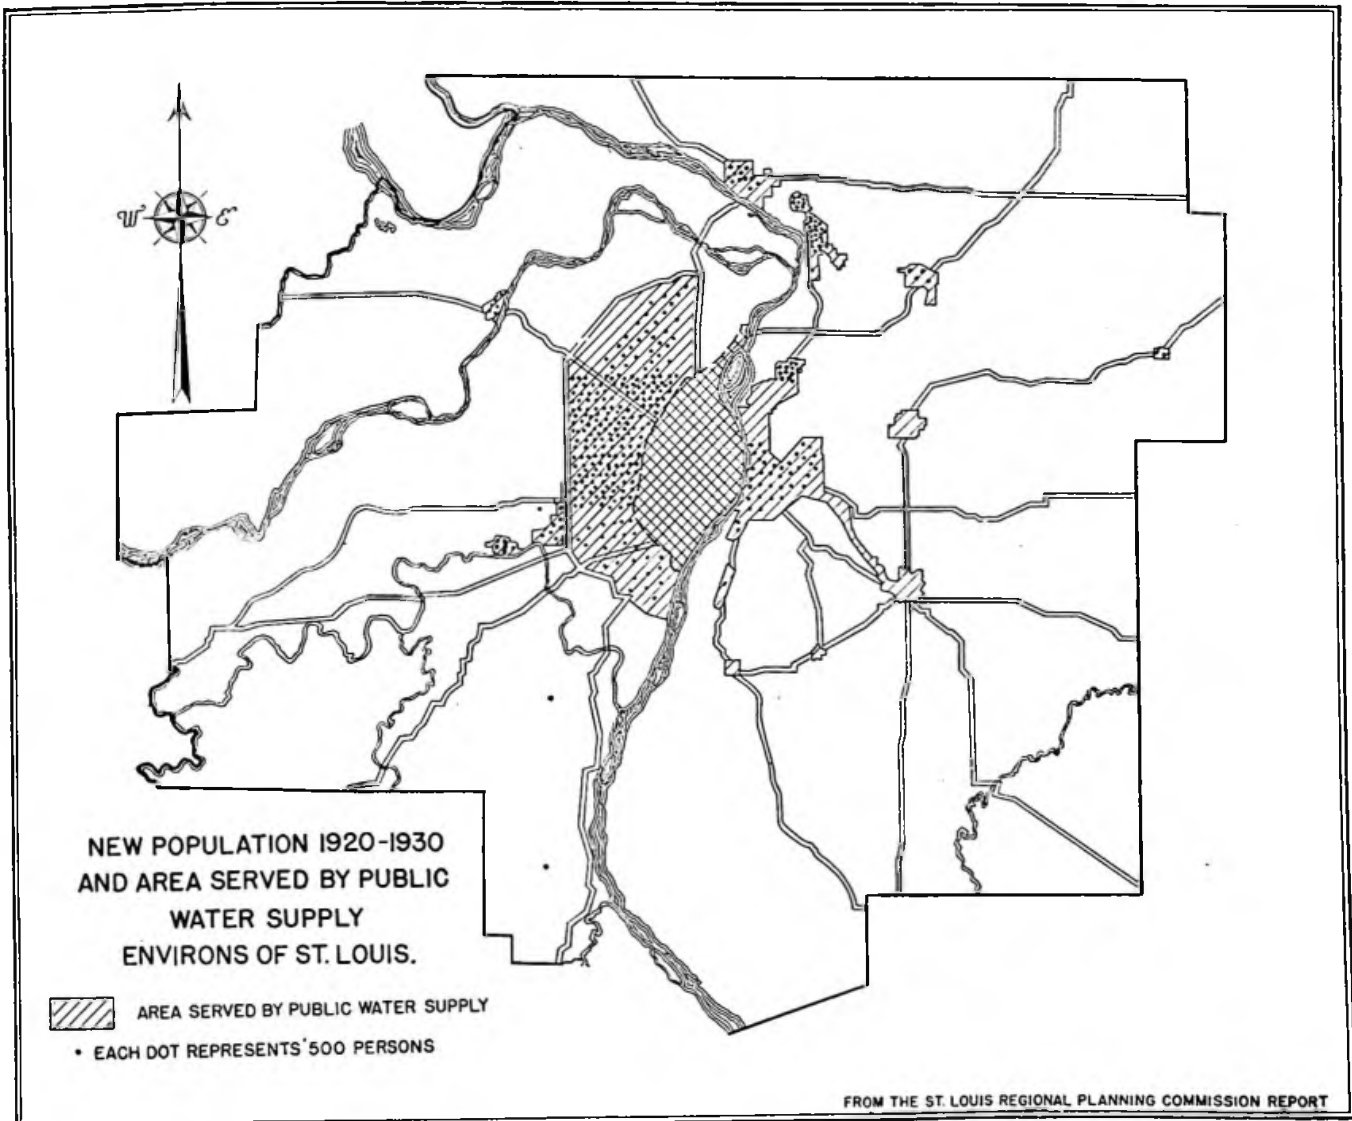 W E
NEW POPULATION 1920-1930
AND AREA SERVED BY PUBLIC
WATER SUPPLY
ENVIRONS OF ST. LOUIS.
AREA SERVED BY PUBLIC WATER SUPPLY
• EACH DOT REPRESENTS 500 PERSONS
FROM THE ST. LOUIS REGIONAL PLANNING COMMISSION REPORT